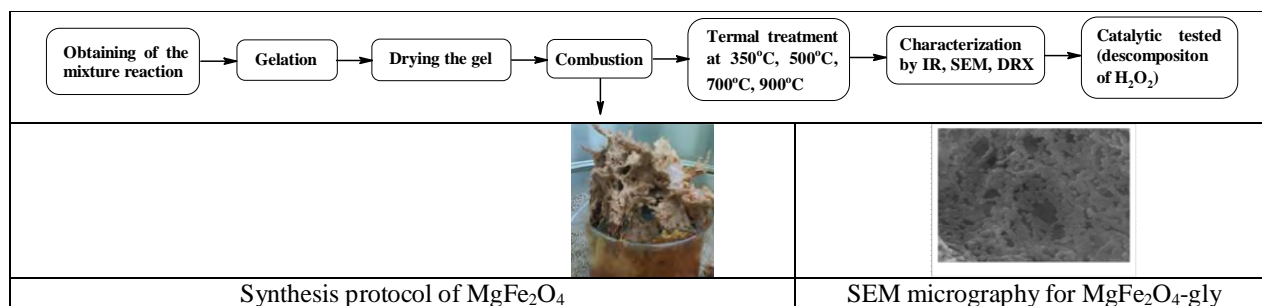 Obtaining of the
mixture reaction
Gelation
Drying the gel
Combustion
Termal treatment
at 350°C, 500°C,
700°C, 900°C
Characterization
by IR, SEM, DRX
Catalytic tested
(descompositon
of H₂O₂)
Synthesis protocol of MgFe₂O₄
SEM micrography for MgFe₂O₄-gly